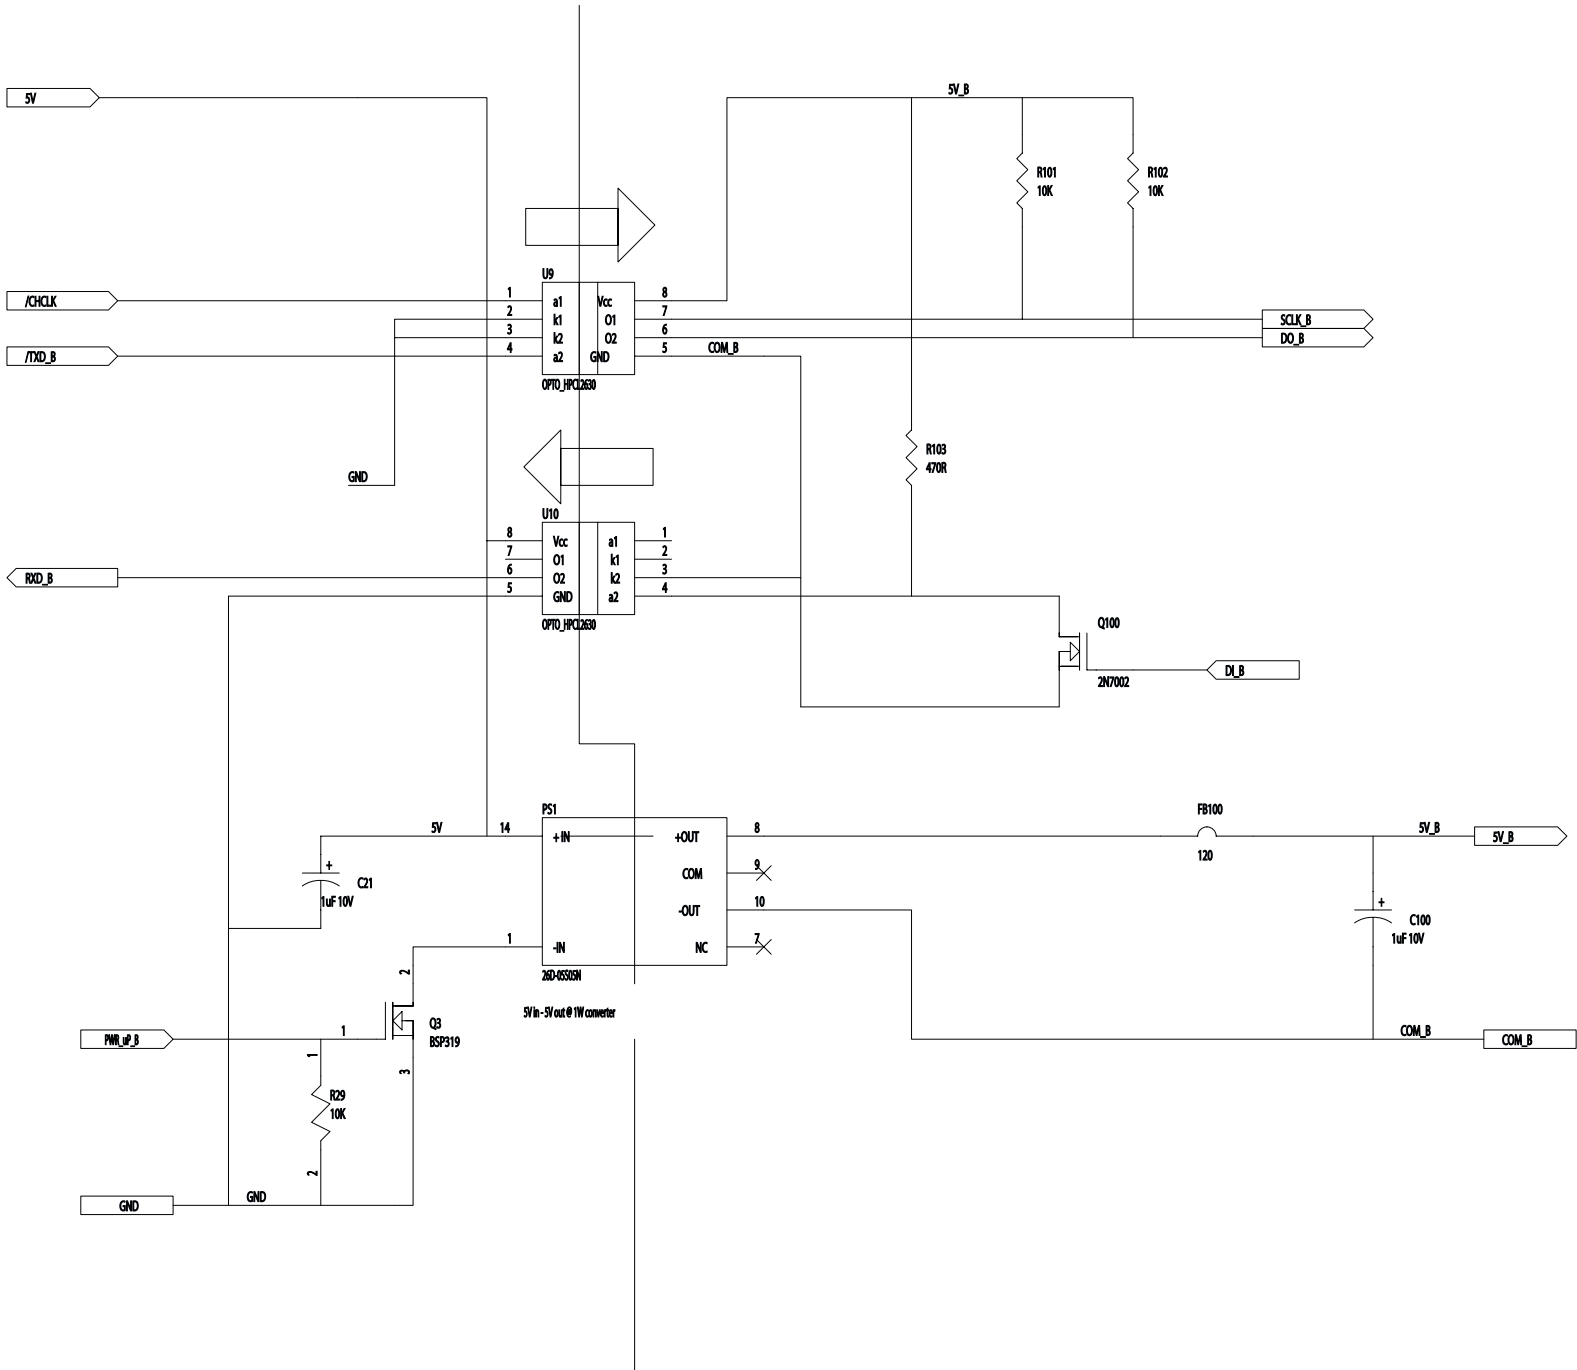 5V
5V_B
R101
10K
R102
10K
U9
/CHCLK
1 a1 Vcc 8
2 k1 O1 7
3 k2 O2 6
4 a2 GND 5
/TXD_B
COM_B
SCLK_B
DO_B
OPTO_HPCL2630
GND
R103
470R
U10
8 Vcc a1 1
7 O1 k1 2
6 O2 k2 3
5 GND a2 4
RXD_B
OPTO_HPCL2630
Q100
2N7002
DI_B
PS1
5V 14 +IN +OUT 8
COM 9
-OUT 10
1 -IN NC 7
26D-05S05N
5V in - 5V out @ 1W converter
FB100
120
5V_B
5V_B
+
C21
1uF 10V
+
C100
1uF 10V
COM_B
COM_B
2
PWR_uP_B
1
Q3
BSP319
3
1
R29
10K
2
GND
GND